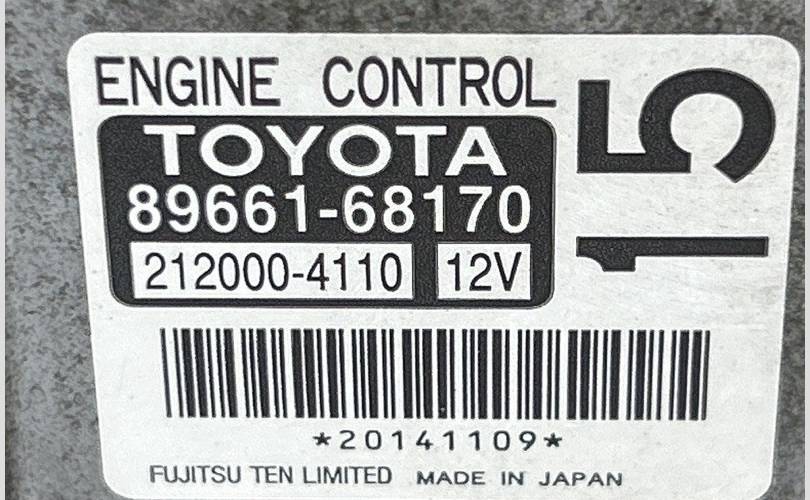 ENGINE CONTROL
TOYOTA
89661-68170
212000-4110 12V
15
*20141109*
FUJITSU TEN LIMITED MADE IN JAPAN